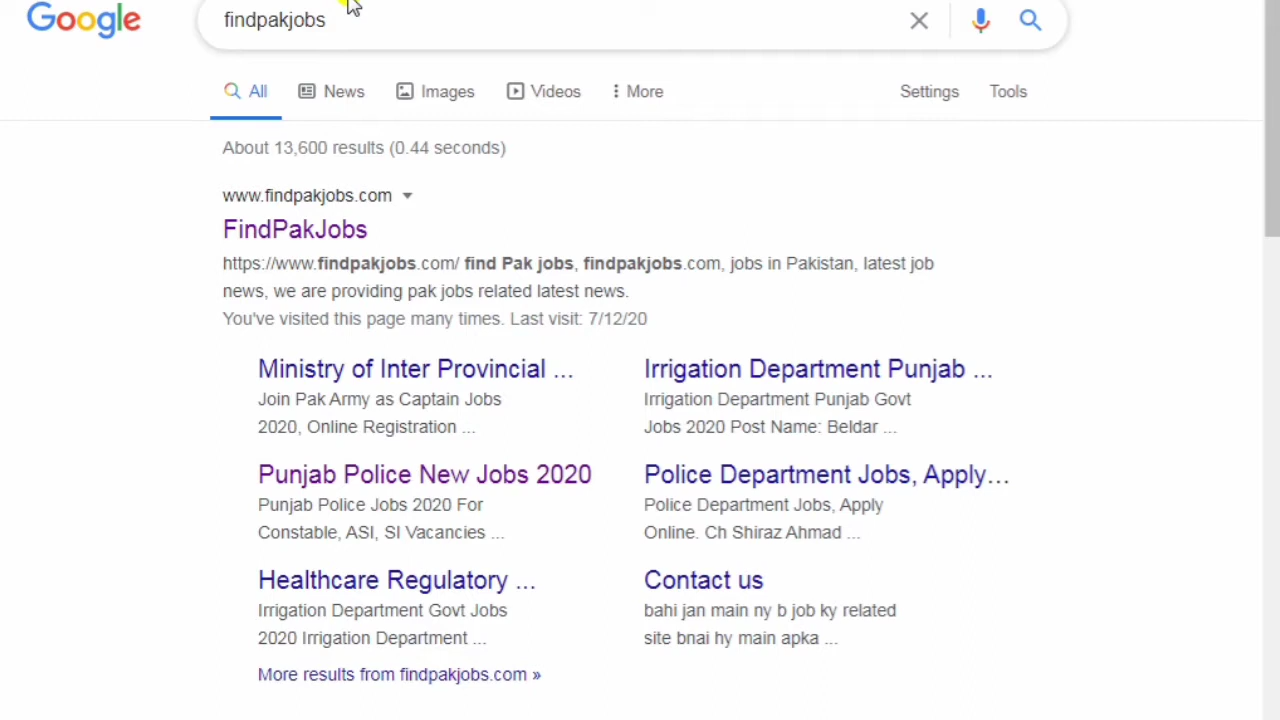 Google
findpakjobs
All News Images Videos More Settings Tools
About 13,600 results (0.44 seconds)
www.findpakjobs.com
FindPakJobs
https://www.findpakjobs.com/ find Pak jobs, findpakjobs.com, jobs in Pakistan, latest job
news, we are providing pak jobs related latest news.
You've visited this page many times. Last visit: 7/12/20
Ministry of Inter Provincial ...
Join Pak Army as Captain Jobs
2020, Online Registration ...
Irrigation Department Punjab ...
Irrigation Department Punjab Govt
Jobs 2020 Post Name: Beldar ...
Punjab Police New Jobs 2020
Punjab Police Jobs 2020 For
Constable, ASI, SI Vacancies ...
Police Department Jobs, Apply...
Police Department Jobs, Apply
Online. Ch Shiraz Ahmad ...
Healthcare Regulatory ...
Irrigation Department Govt Jobs
2020 Irrigation Department ...
Contact us
bahi jan main ny b job ky related
site bnai hy main apka ...
More results from findpakjobs.com »